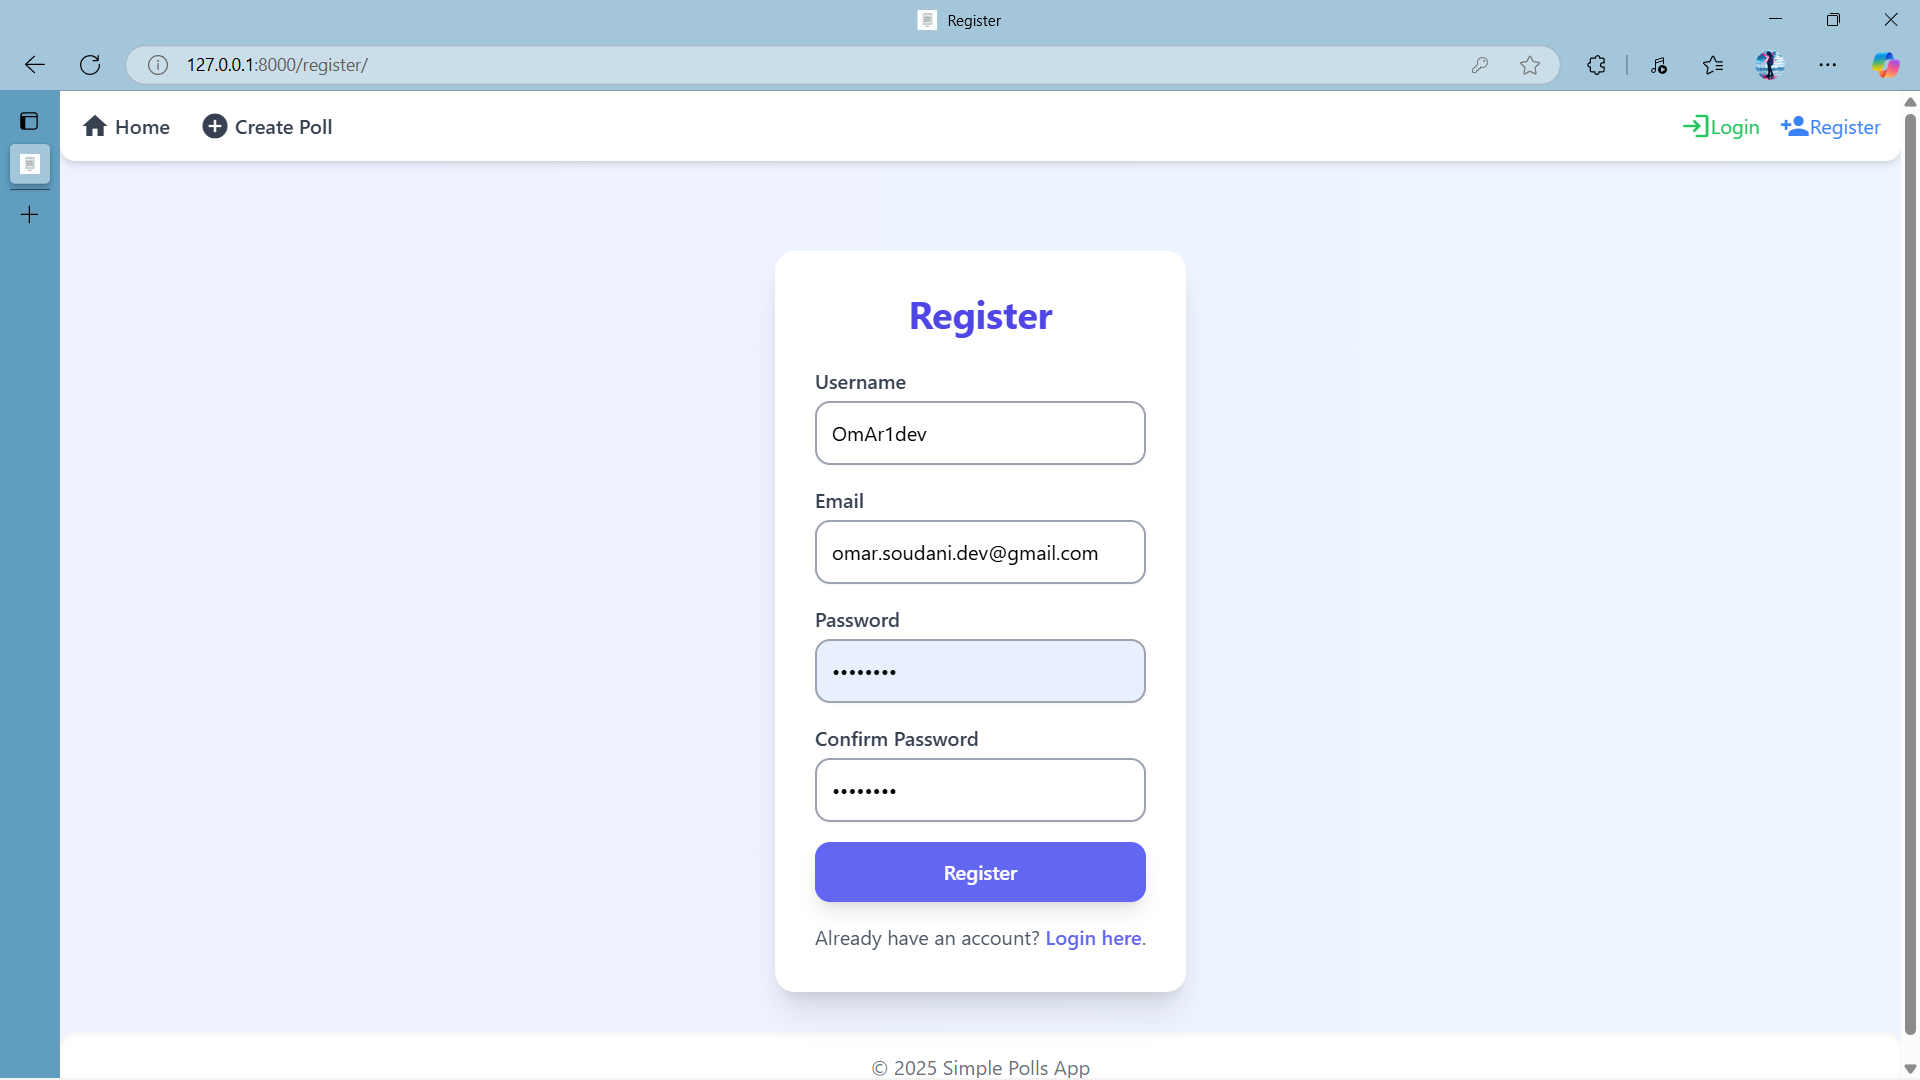 Register
127.0.0.1:8000/register/
Home
Create Poll
Login
Register
Register
Username
OmAr1dev
Email
omar.soudani.dev@gmail.com
Password
••••••••
Confirm Password
••••••••
Register
Already have an account? Login here.
© 2025 Simple Polls App